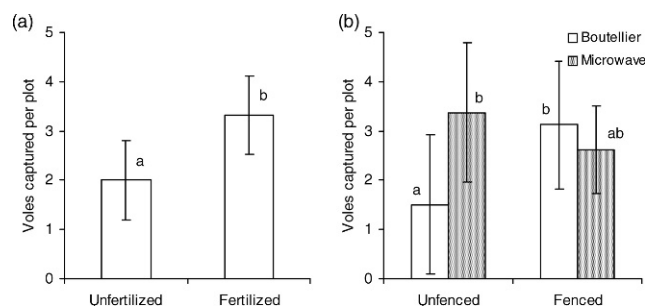 (a)
5
4
3
2
1
0
Voles captured per plot
a
b
Unfertilized
Fertilized
(b)
5
4
3
2
1
0
Voles captured per plot
Boutellier
Microwave
a
b
b
ab
Unfenced
Fenced